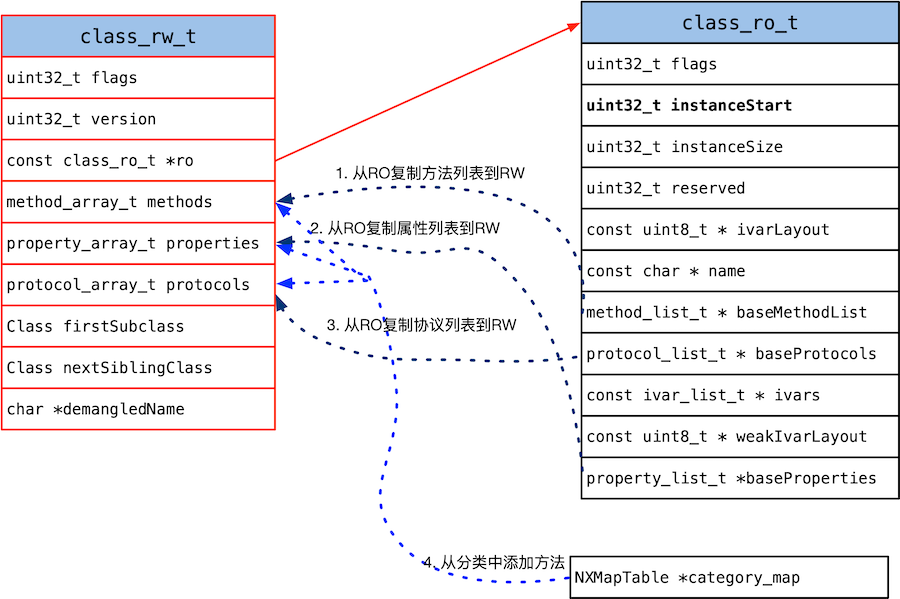 class_rw_t
uint32_t flags
uint32_t version
const class_ro_t *ro
method_array_t methods
property_array_t properties
protocol_array_t protocols
Class firstSubclass
Class nextSiblingClass
char *demangledName
1. 从RO复制方法列表到RW
2. 从RO复制属性列表到RW
3. 从RO复制协议列表到RW
4. 从分类中添加方法
class_ro_t
uint32_t flags
uint32_t instanceStart
uint32_t instanceSize
uint32_t reserved
const uint8_t * ivarLayout
const char * name
method_list_t * baseMethodList
protocol_list_t * baseProtocols
const ivar_list_t * ivars
const uint8_t * weakIvarLayout
property_list_t *baseProperties
NXMapTable *category_map